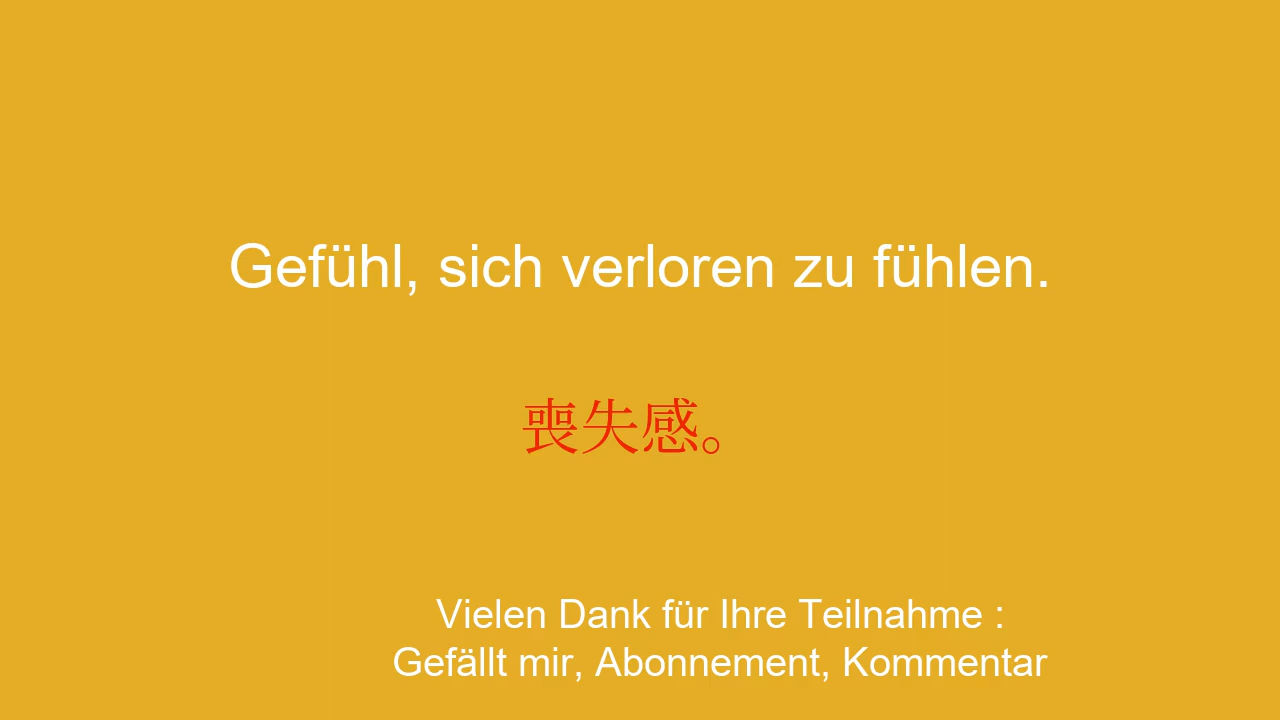 Gefühl, sich verloren zu fühlen.
喪失感。
Vielen Dank für Ihre Teilnahme :
Gefällt mir, Abonnement, Kommentar